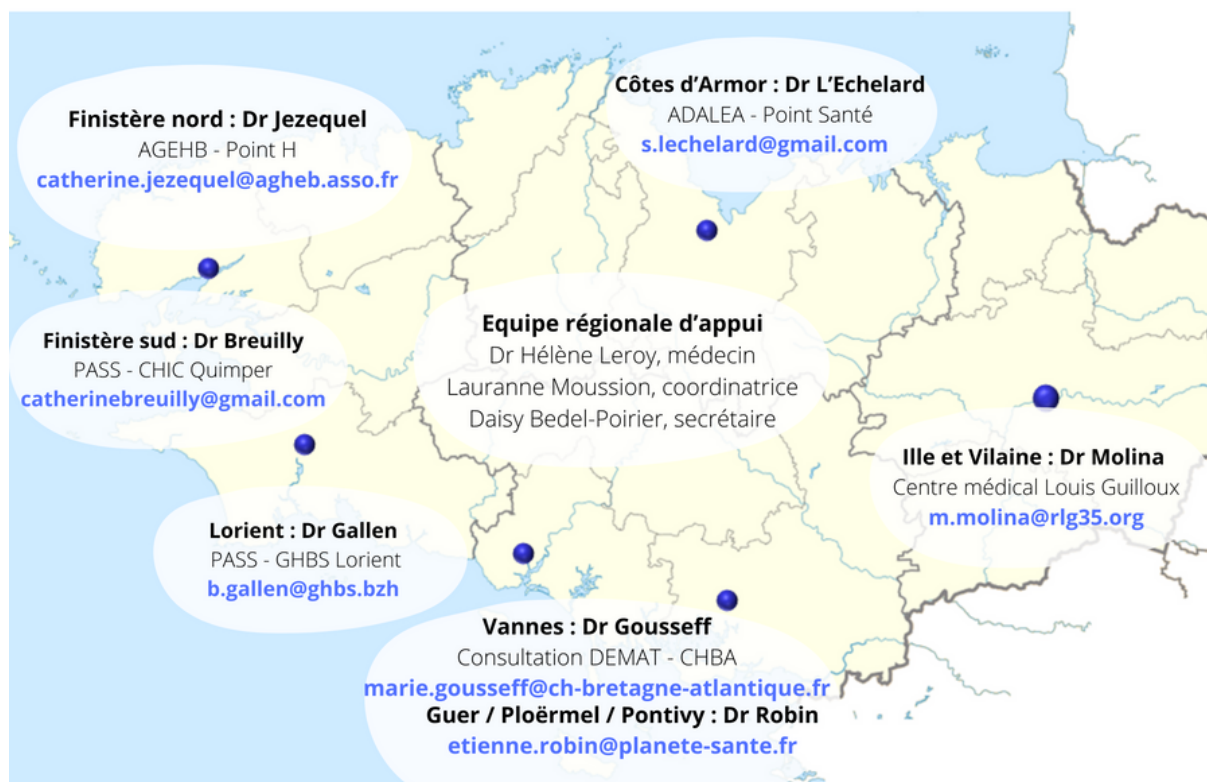 Finistère nord : Dr Jezequel
AGEHB - Point H
catherine.jezequel@agheb.asso.fr
Côtes d’Armor : Dr L’Echelard
ADALEA - Point Santé
s.lechelard@gmail.com
Finistère sud : Dr Breuilly
PASS - CHIC Quimper
catherinebreuilly@gmail.com
Equipe régionale d’appui
Dr Hélène Leroy, médecin
Lauranne Moussion, coordinatrice
Daisy Bedel-Poirier, secrétaire
Ille et Vilaine : Dr Molina
Centre médical Louis Guilloux
m.molina@rlg35.org
Lorient : Dr Gallen
PASS - GHBS Lorient
b.gallen@ghbs.bzh
Vannes : Dr Gousseff
Consultation DEMAT - CHBA
marie.gousseff@ch-bretagne-atlantique.fr
Guer / Ploërmel / Pontivy : Dr Robin
etienne.robin@planete-sante.fr